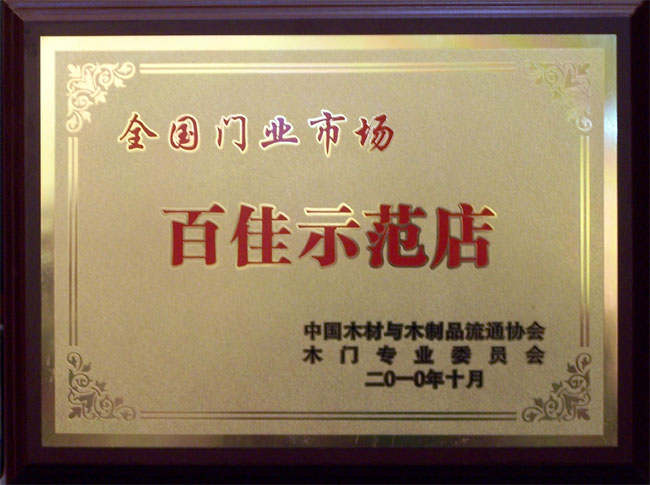 全国门业市场
百佳示范店
中国木材与木制品流通协会
木门专业委员会
二0一0年十月